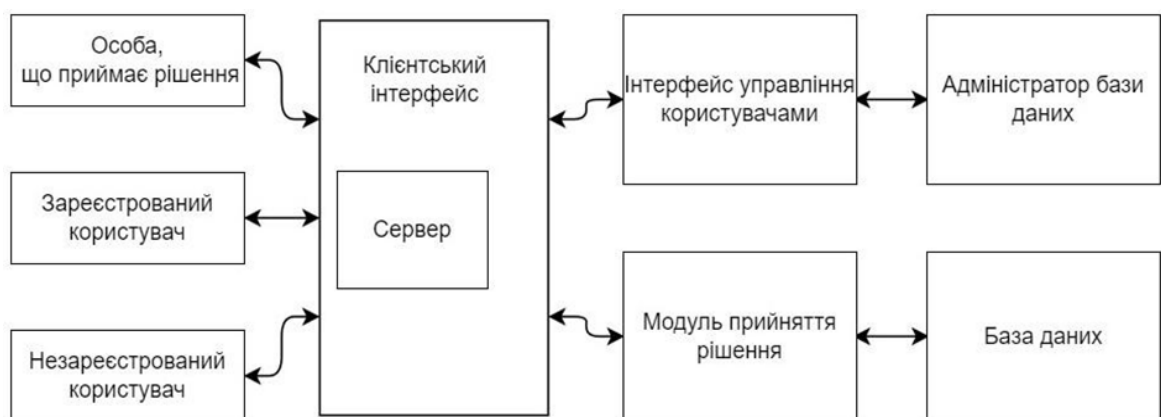 Особа,
що приймає рішення
Зареєстрований
користувач
Незареєстрований
користувач
Клієнтський
інтерфейс
Сервер
Інтерфейс управління
користувачами
Адміністратор бази
даних
Модуль прийняття
рішення
База даних